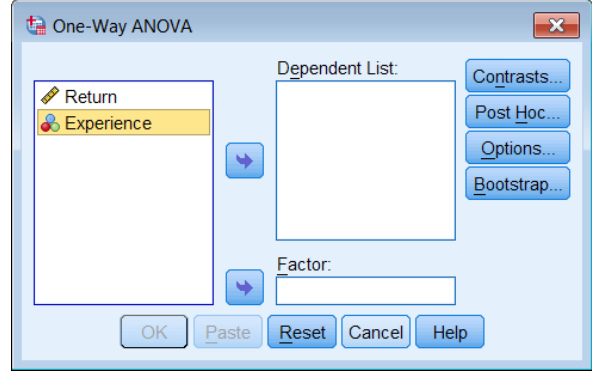 One-Way ANOVA
Return
Experience
Dependent List:
Factor:
Contrasts...
Post Hoc...
Options...
Bootstrap...
OK Paste Reset Cancel Help